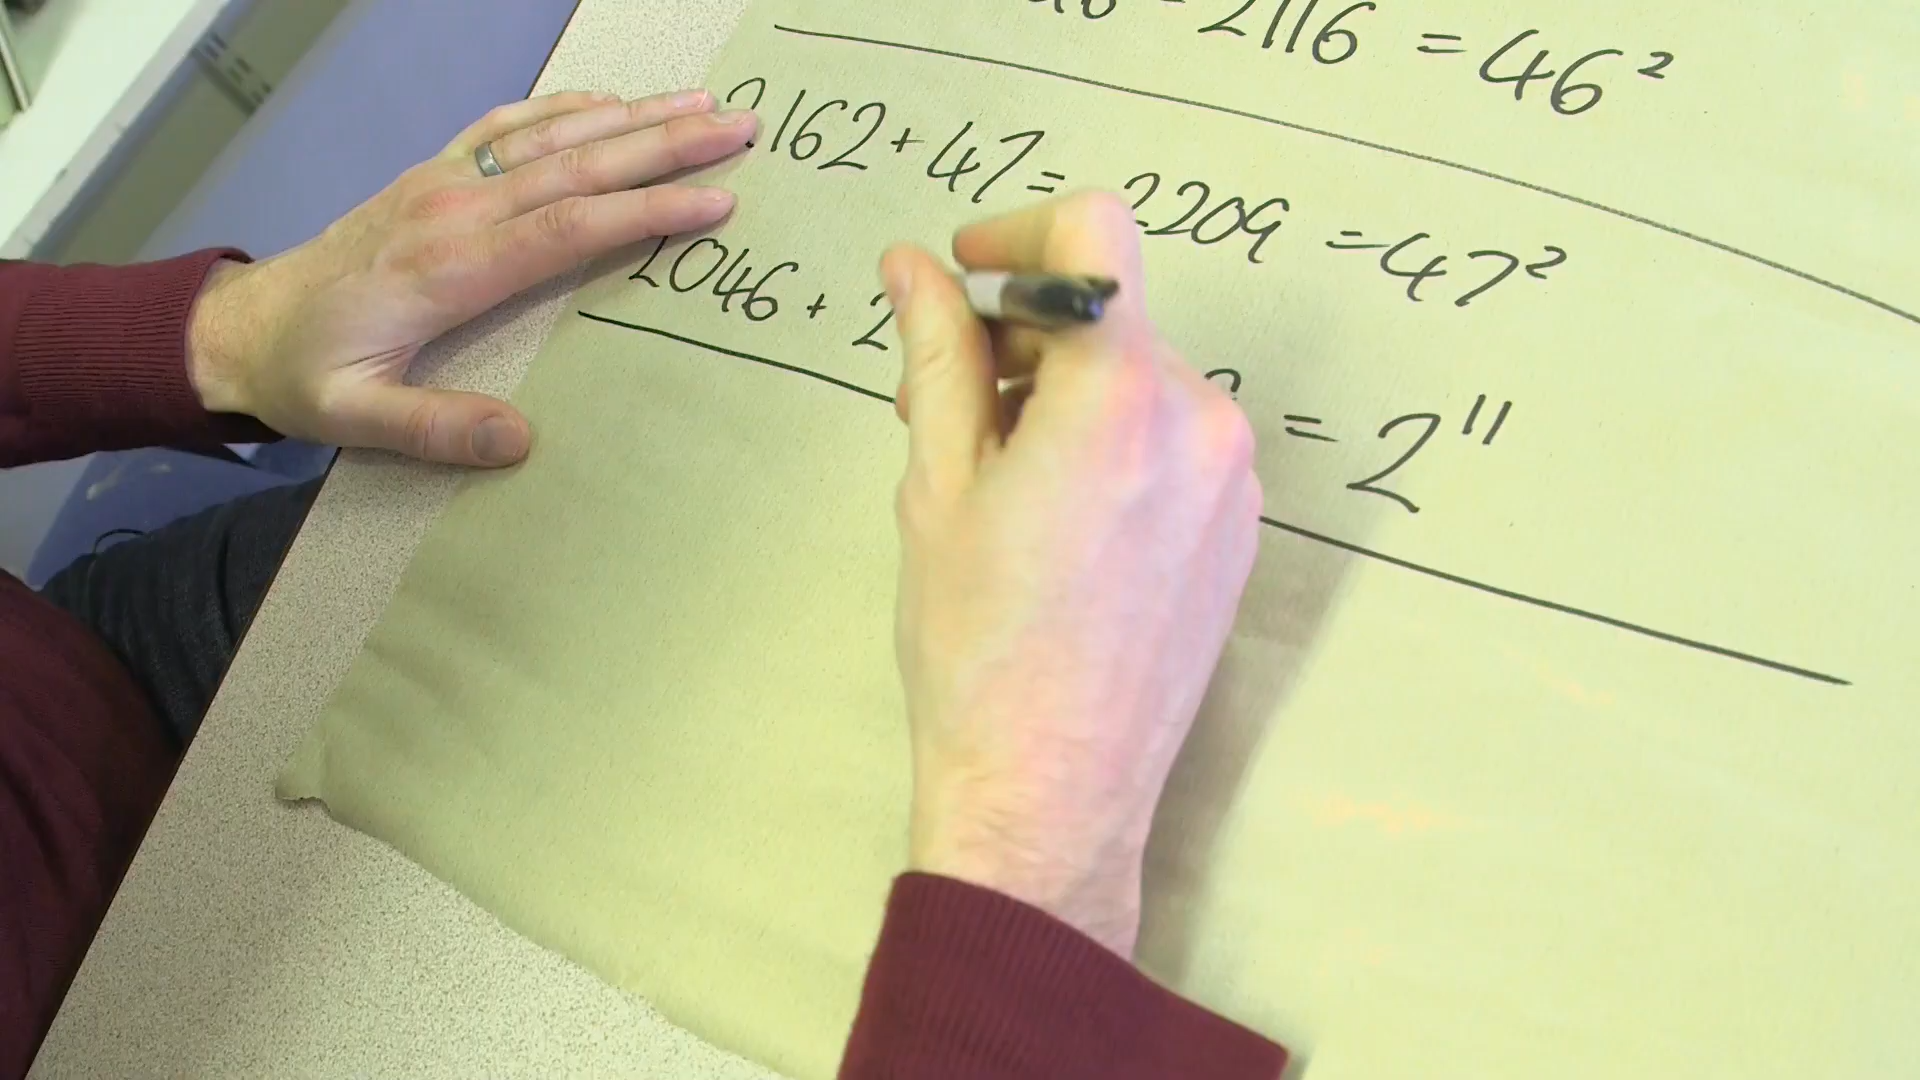 2116 = 46²
2162 + 47 = 2209 = 47²
2046 + 2 = 2¹¹